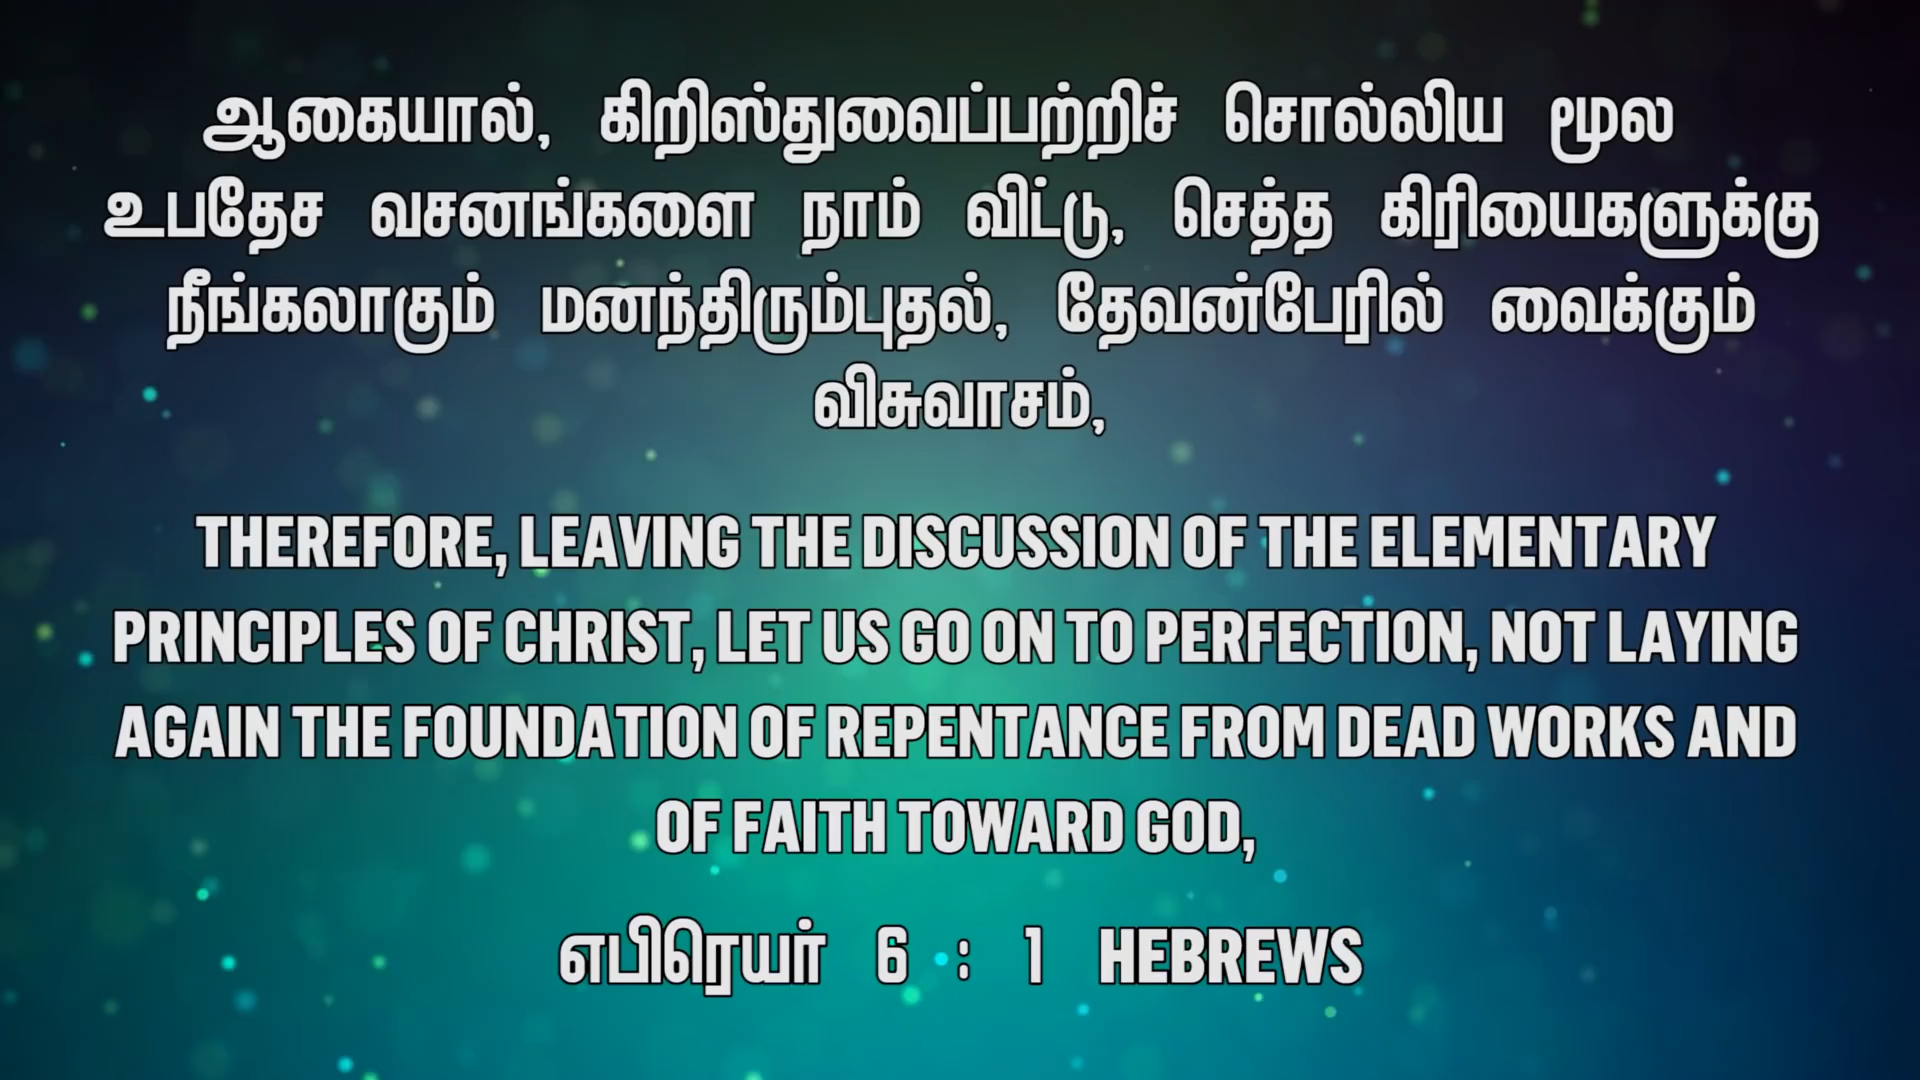 ஆகையால், கிறிஸ்துவைப்பற்றிச் சொல்லிய மூல
உபதேச வசனங்களை நாம் விட்டு, செத்த கிரியைகளுக்கு
நீங்கலாகும் மனந்திரும்புதல், தேவன்பேரில் வைக்கும்
விசுவாசம்,
THEREFORE, LEAVING THE DISCUSSION OF THE ELEMENTARY
PRINCIPLES OF CHRIST, LET US GO ON TO PERFECTION, NOT LAYING
AGAIN THE FOUNDATION OF REPENTANCE FROM DEAD WORKS AND
OF FAITH TOWARD GOD,
எபிரெயர் 6 : 1 HEBREWS